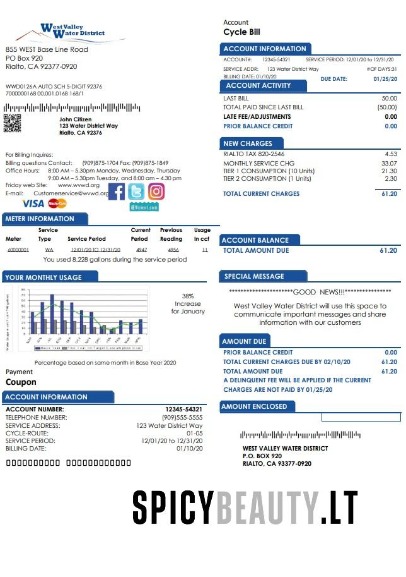 West Valley
Water District
855 WEST Base Line Road
PO Box 920
Rialto, CA 92377-0920
WWD0126A AUTO SCH 5-DIGIT 92376
7000000168 00.001.0168 168/1
John Citizen
123 Water District Way
Rialto, CA 92376
For Billing Inquires:
Billing questions Contact: (909)875-1704 Fax: (909)875-1849
Office Hours: 8:00 AM – 5:30pm Monday, Wednesday, Thursday
9:00 AM – 5:30pm Tuesday, and 8:00 am – 4:30 pm
Friday web Site: www.wvwd.org
E-mail: Customerservice@wvwd.org
VISA MasterCard
METER INFORMATION
Service Current Previous Usage
Meter Type Service Period Period Reading in ccf
60000001 WA 12/01/20 to 12/31/20 4947 4936 11
You used 8,228 gallons during the service period
YOUR MONTHLY USAGE
38%
Increase
for January
Percentage based on same month in Base Year 2020
Payment
Coupon
ACCOUNT INFORMATION
ACCOUNT NUMBER: 12345-54321
TELEPHONE NUMBER: (909)555-5555
SERVICE ADDRESS: 123 Water District Way
CYCLE-ROUTE: 01-05
SERVICE PERIOD: 12/01/20 to 12/31/20
BILLING DATE: 01/10/20
Account
Cycle Bill
ACCOUNT INFORMATION
ACCOUNT#: 12345-54321 SERVICE PERIOD: 12/01/20 to 12/31/20
SERVICE ADDR: 123 Water District Way #OF DAYS:31
BILLING DATE: 01/10/20 DUE DATE: 01/25/20
ACCOUNT ACTIVITY
LAST BILL 50.00
TOTAL PAID SINCE LAST BILL (50.00)
LATE FEE/ADJUSTMENTS 0.00
PRIOR BALANCE CREDIT 0.00
NEW CHARGES
RIALTO TAX 820-2546 4.53
MONTHLY SERVICE CHG 33.07
TIER 1 CONSUMPTION (10 Units) 21.30
TIER 2 CONSUMPTION (1 Units) 2.30
TOTAL CURRENT CHARGES 61.20
ACCOUNT BALANCE
TOTAL AMOUNT DUE 61.20
SPECIAL MESSAGE
**********************GOOD NEWS!!!********************
West Valley Water District will use this space to
communicate important messages and share
information with our customers
AMOUNT DUE
PRIOR BALANCE CREDIT 0.00
TOTAL CURRENT CHARGES DUE BY 02/10/20 61.20
TOTAL AMOUNT DUE 61.20
A DELINQUENT FEE WILL BE APPLIED IF THE CURRENT
CHARGES ARE NOT PAID BY 01/25/20
AMOUNT ENCLOSED
WEST VALLEY WATER DISTRICT
P.O. BOX 920
RIALTO, CA 93377-0920
SPICYBEAUTY.LT